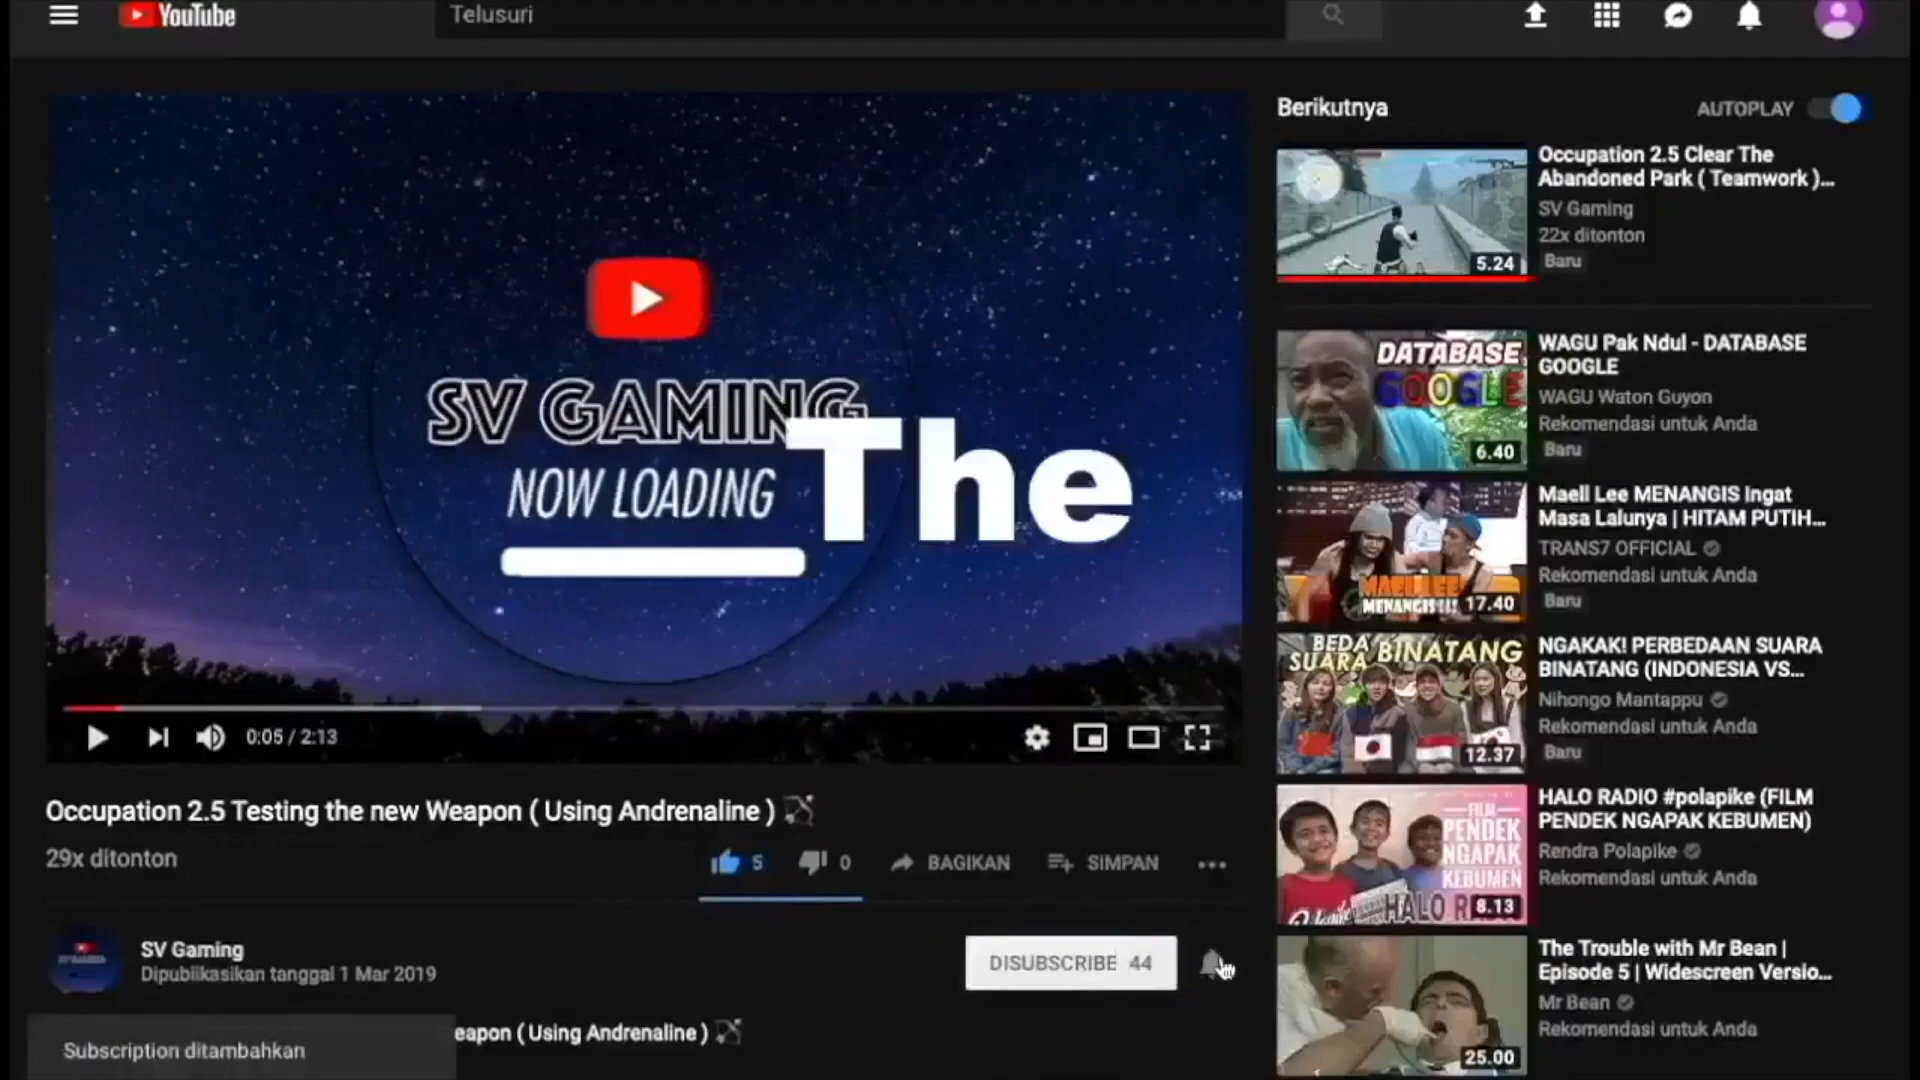 YouTube
Telusuri
SV GAMING
The
NOW LOADING
0:05 / 2:13
Occupation 2.5 Testing the new Weapon ( Using Andrenaline )
29x ditonton
5
0
BAGIKAN
SIMPAN
SV Gaming
Dipublikasikan tanggal 1 Mar 2019
DISUBSCRIBE 44
eapon ( Using Andrenaline )
Subscription ditambahkan
Berikutnya
AUTOPLAY
5.24
Occupation 2.5 Clear The
Abandoned Park ( Teamwork )...
SV Gaming
22x ditonton
Baru
DATABASE
GOOGLE
6.40
WAGU Pak Ndul - DATABASE
GOOGLE
WAGU Waton Guyon
Rekomendasi untuk Anda
Baru
MAELL LEE
MENANGIS!!!
17.40
Maell Lee MENANGIS Ingat
Masa Lalunya | HITAM PUTIH...
TRANS7 OFFICIAL
Rekomendasi untuk Anda
Baru
BEDA
SUARA BINATANG
12.37
NGAKAK! PERBEDAAN SUARA
BINATANG (INDONESIA VS...
Nihongo Mantappu
Rekomendasi untuk Anda
Baru
FILM
PENDEK
NGAPAK
KEBUMEN
HALO
8.13
HALO RADIO #polapike (FILM
PENDEK NGAPAK KEBUMEN)
Rendra Polapike
Rekomendasi untuk Anda
25.00
The Trouble with Mr Bean |
Episode 5 | Widescreen Versio...
Mr Bean
Rekomendasi untuk Anda